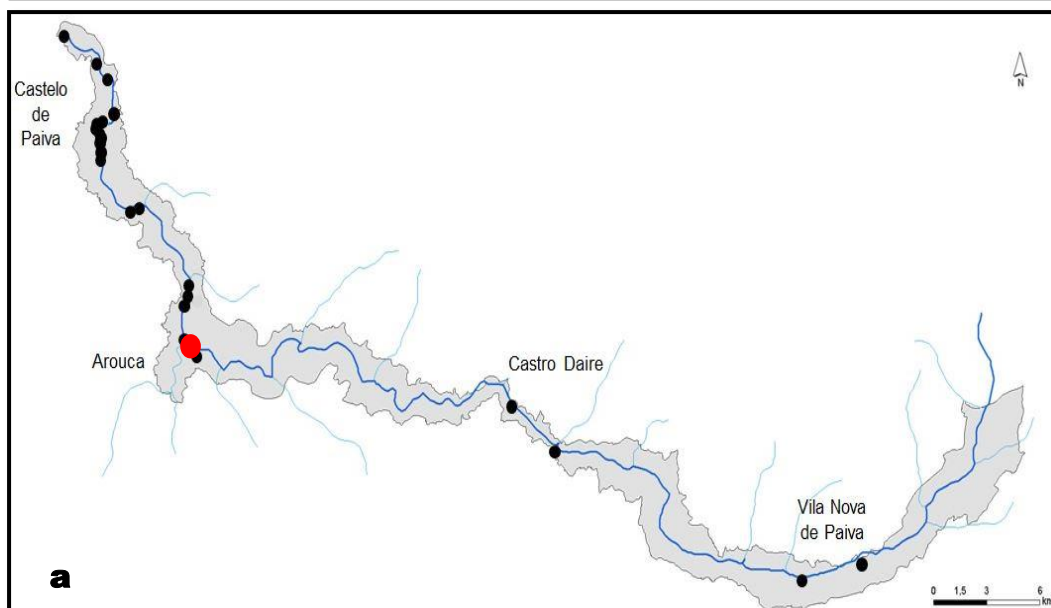 Castelo
de
Paiva
N
Arouca
Castro Daire
Vila Nova
de Paiva
a
0 1,5 3 6
km